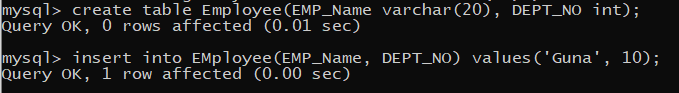 mysql> create table Employee(EMP_Name varchar(20), DEPT_NO int);
Query OK, 0 rows affected (0.01 sec)
mysql> insert into EMployee(EMP_Name, DEPT_NO) values('Guna', 10);
Query OK, 1 row affected (0.00 sec)